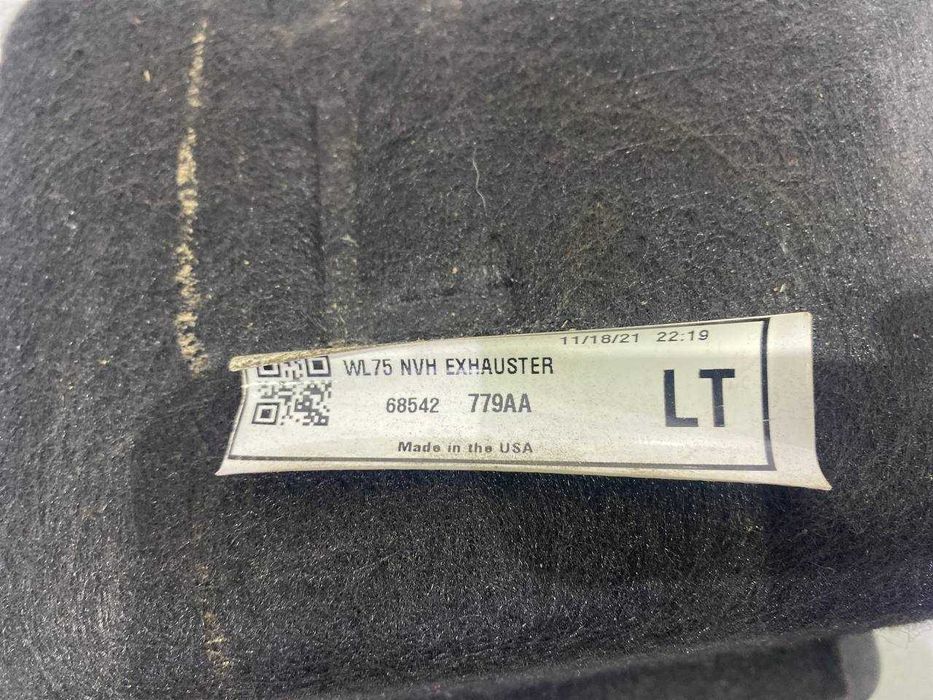 11/18/21 22:19
WL75 NVH EXHAUSTER
68542 779AA
LT
Made in the USA